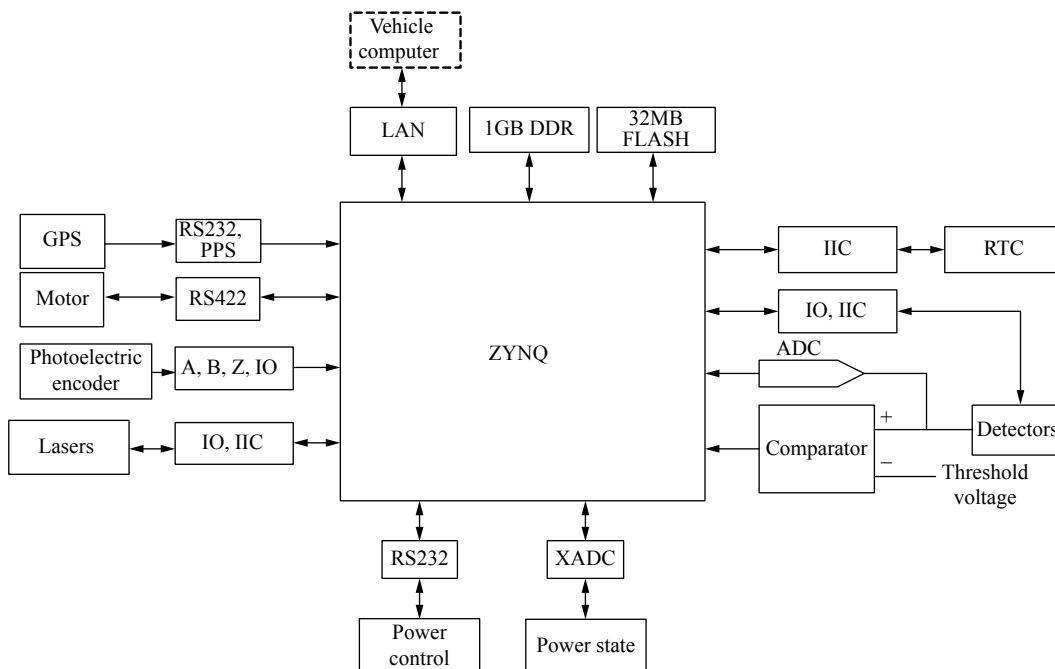 Vehicle
computer
LAN
1GB DDR
32MB
FLASH
GPS
RS232,
PPS
Motor
RS422
Photoelectric
encoder
A, B, Z, IO
Lasers
IO, IIC
ZYNQ
IIC
RTC
IO, IIC
ADC
Comparator
+
−
Detectors
Threshold
voltage
RS232
XADC
Power
control
Power state